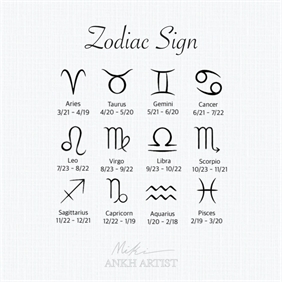 Zodiac Sign
Aries Taurus Gemini Cancer
3/21 - 4/19 4/20 - 5/20 5/21 - 6/20 6/21 - 7/22
Leo Virgo Libra Scorpio
7/23 - 8/22 8/23 - 9/22 9/23 - 10/22 10/23 - 11/21
Sagittarius Capricorn Aquarius Pisces
11/22 - 12/21 12/22 - 1/19 1/20 - 2/18 2/19 - 3/20
ANKH ARTIST